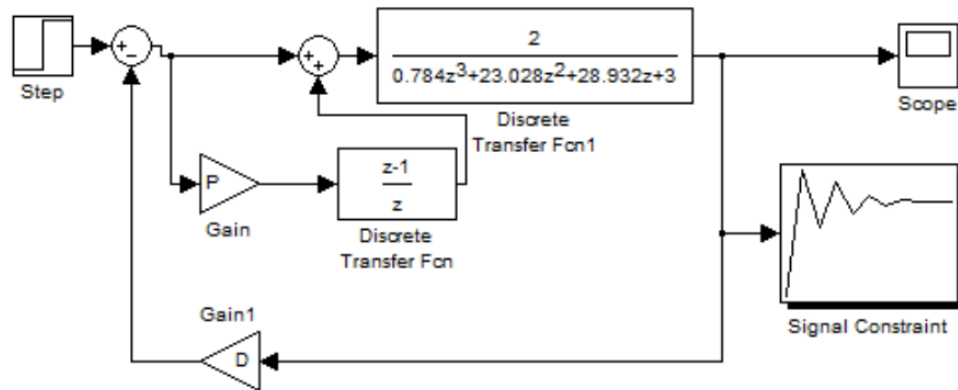 Step
+
−
+
+
2
0.784z³+23.028z²+28.932z+3
Discrete
Transfer Fcn1
Scope
P
Gain
z-1
z
Discrete
Transfer Fcn
Signal Constraint
Gain1
D